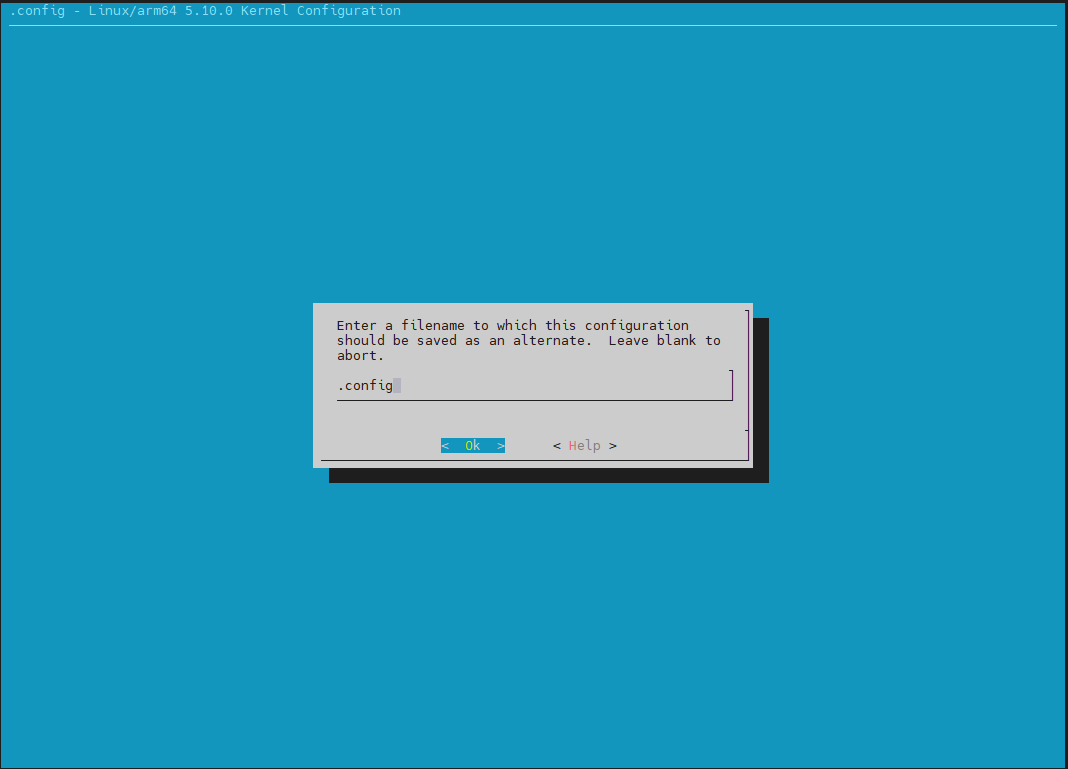 .config - Linux/arm64 5.10.0 Kernel Configuration
Enter a filename to which this configuration
should be saved as an alternate.  Leave blank to
abort.
.config
<  Ok  >      < Help >